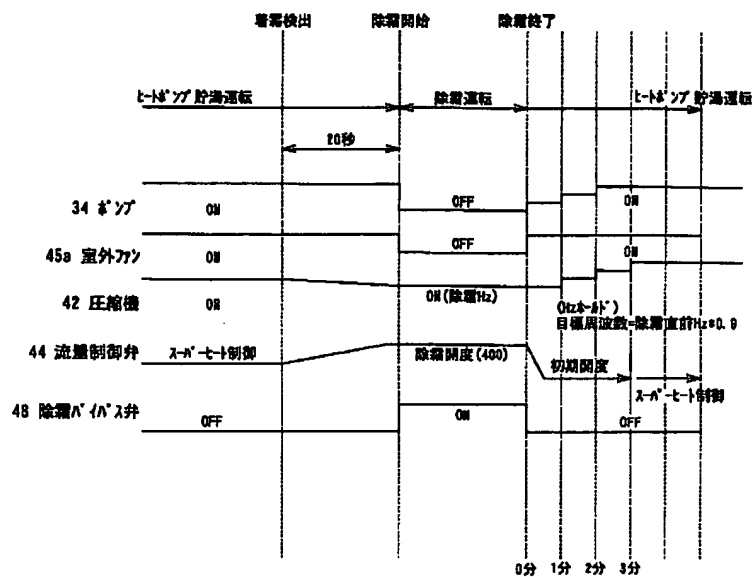 着霜検出 除霜開始 除霜終了
ヒートポンプ 貯湯運転 除霜運転 ヒートポンプ 貯湯運転
20秒
34 ポンプ ON OFF ON
45a 室外ファン ON OFF ON
42 圧縮機 ON ON(除霜Hz) (Hzホールド)
目標周波数=除霜直前Hz*0.9
44 流量制御弁 スーパーヒート制御 除霜開度(400) 初期開度
スーパーヒート制御
48 除霜バイパス弁 OFF ON OFF
0分 1分 2分 3分